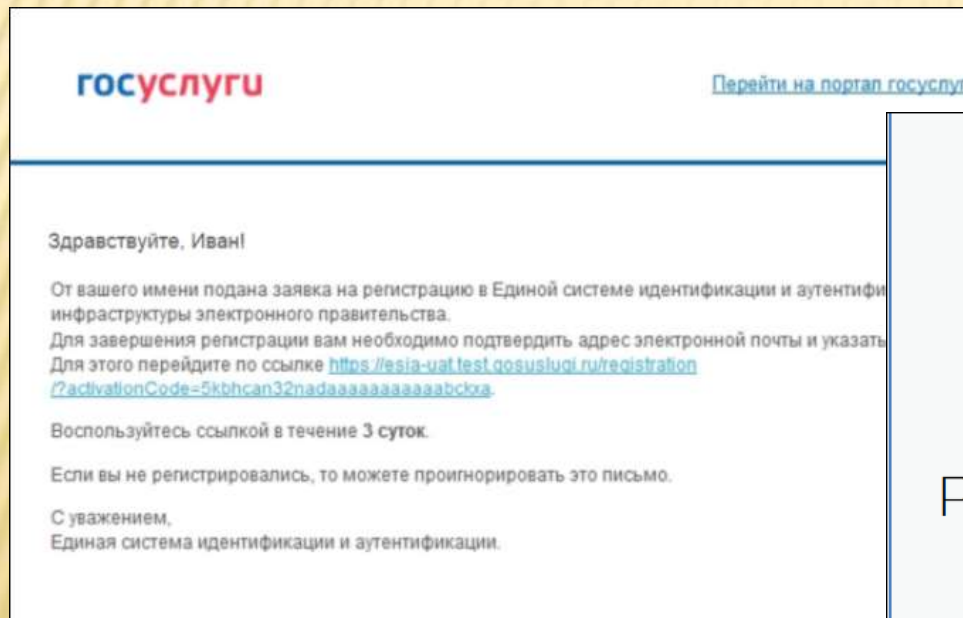 госуслуги
Перейти на портал госуслуг
Здравствуйте, Иван!
От вашего имени подана заявка на регистрацию в Единой системе идентификации и аутентифи
инфраструктуры электронного правительства.
Для завершения регистрации вам необходимо подтвердить адрес электронной почты и указать
Для этого перейдите по ссылке https://esia-uat.test.gosuslugi.ru/registration
/?activationCode=5kbhcan32nadaaaaaaaaaaabckxa.
Воспользуйтесь ссылкой в течение 3 суток.
Если вы не регистрировались, то можете проигнорировать это письмо.
С уважением,
Единая система идентификации и аутентификации.